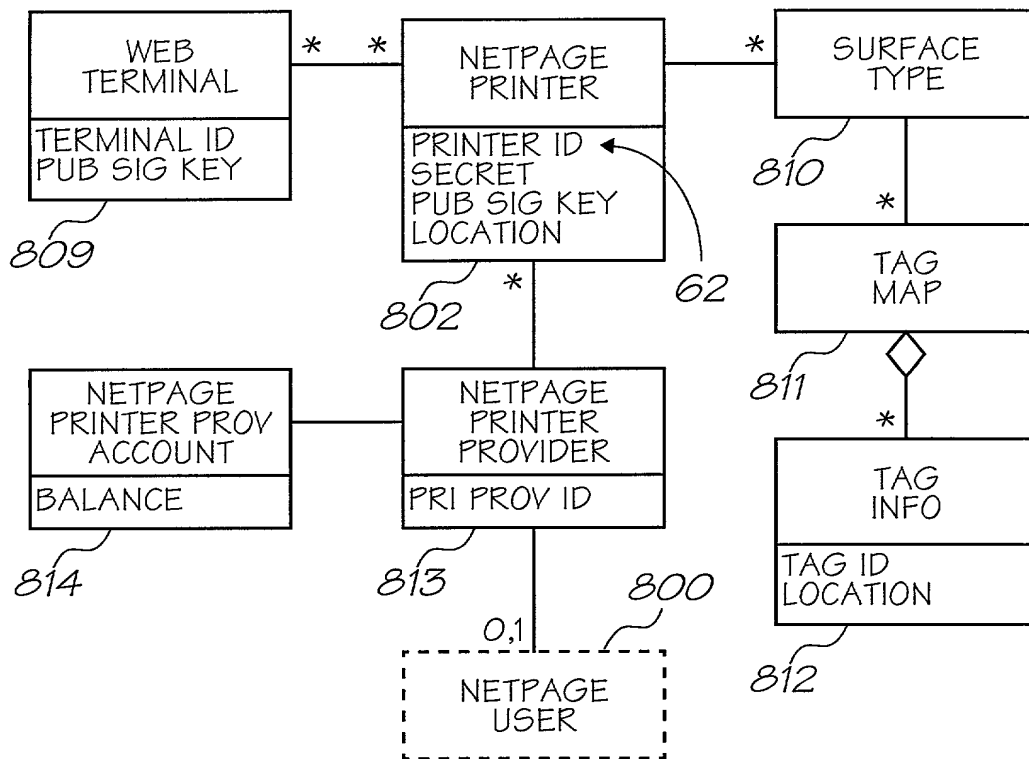 WEB
TERMINAL
TERMINAL ID
PUB SIG KEY
809
*
*
NETPAGE
PRINTER
PRINTER ID
SECRET
PUB SIG KEY
LOCATION
802
62
*
*
SURFACE
TYPE
810
*
TAG
MAP
811
*
TAG
INFO
TAG ID
LOCATION
812
NETPAGE
PRINTER PROV
ACCOUNT
BALANCE
814
NETPAGE
PRINTER
PROVIDER
PRI PROV ID
813
0,1
800
NETPAGE
USER